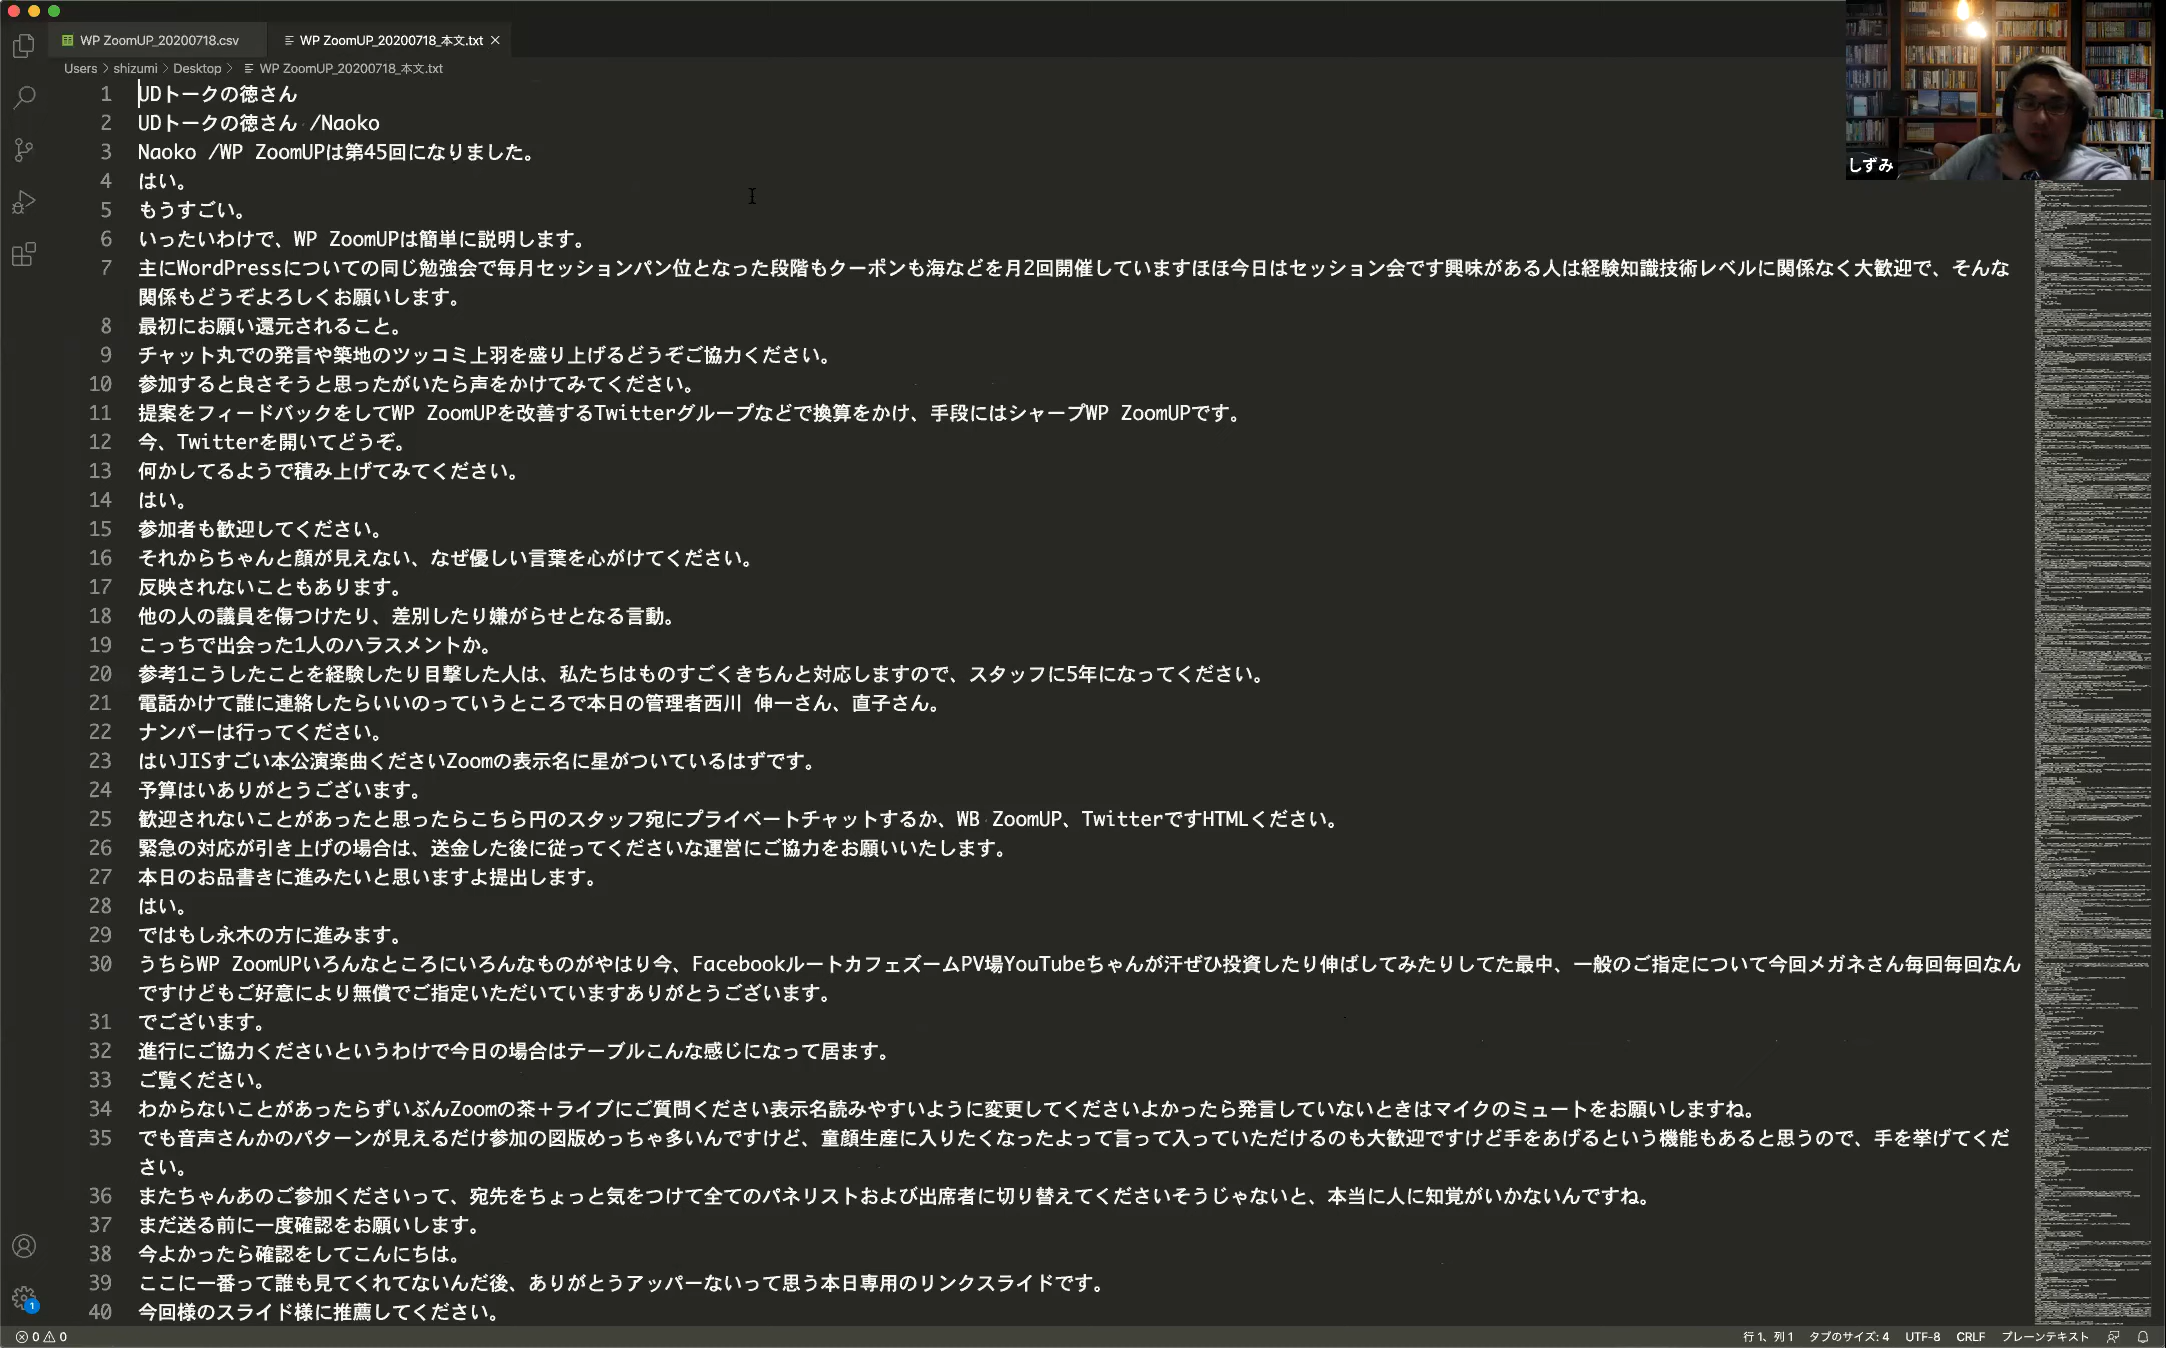 WP ZoomUP_20200718.csv
WP ZoomUP_20200718_本文.txt
Users > shizumi > Desktop > WP ZoomUP_20200718_本文.txt
しずみ
1 UDトークの徳さん
2 UDトークの徳さん /Naoko
3 Naoko /WP ZoomUPは第45回になりました。
4 はい。
5 もうすごい。
6 いったいわけで、WP ZoomUPは簡単に説明します。
7 主にWordPressについての同じ勉強会で毎月セッションパン位となった段階もクーポンも海などを月2回開催していますほほ今日はセッション会です興味がある人は経験知識技術レベルに関係なく大歓迎で、そんな
関係もどうぞよろしくお願いします。
8 最初にお願い還元されること。
9 チャット丸での発言や築地のツッコミ上羽を盛り上げるどうぞご協力ください。
10 参加すると良さそうと思ったがいたら声をかけてみてください。
11 提案をフィードバックをしてWP ZoomUPを改善するTwitterグループなどで換算をかけ、手段にはシャープWP ZoomUPです。
12 今、Twitterを開いてどうぞ。
13 何かしてるようで積み上げてみてください。
14 はい。
15 参加者も歓迎してください。
16 それからちゃんと顔が見えない、なぜ優しい言葉を心がけてください。
17 反映されないこともあります。
18 他の人の議員を傷つけたり、差別したり嫌がらせとなる言動。
19 こっちで出会った1人のハラスメントか。
20 参考1こうしたことを経験したり目撃した人は、私たちはものすごくきちんと対応しますので、スタッフに5年になってください。
21 電話かけて誰に連絡したらいいのっていうところで本日の管理者西川 伸一さん、直子さん。
22 ナンバーは行ってください。
23 はいJISすごい本公演楽曲くださいZoomの表示名に星がついているはずです。
24 予算はいありがとうございます。
25 歓迎されないことがあったと思ったらこちら円のスタッフ宛にプライベートチャットするか、WB ZoomUP、TwitterですHTMLください。
26 緊急の対応が引き上げの場合は、送金した後に従ってくださいな運営にご協力をお願いいたします。
27 本日のお品書きに進みたいと思いますよ提出します。
28 はい。
29 ではもし永木の方に進みます。
30 うちらWP ZoomUPいろんなところにいろんなものがやはり今、FacebookルートカフェズームPV場YouTubeちゃんが汗ぜひ投資したり伸ばしてみたりしてた最中、一般のご指定について今回メガネさん毎回毎回なん
ですけどもご好意により無償でご指定いただいていますありがとうございます。
31 でございます。
32 進行にご協力くださいというわけで今日の場合はテーブルこんな感じになって居ます。
33 ご覧ください。
34 わからないことがあったらずいぶんZoomの茶＋ライブにご質問ください表示名読みやすいように変更してくださいよかったら発言していないときはマイクのミュートをお願いしますね。
35 でも音声さんかのパターンが見えるだけ参加の図版めっちゃ多いんですけど、童顔生産に入りたくなったよって言って入っていただけるのも大歓迎ですけど手をあげるという機能もあると思うので、手を挙げてくだ
さい。
36 またちゃんあのご参加くださいって、宛先をちょっと気をつけて全てのパネリストおよび出席者に切り替えてくださいそうじゃないと、本当に人に知覚がいかないんですね。
37 まだ送る前に一度確認をお願いします。
38 今よかったら確認をしてこんにちは。
39 ここに一番って誰も見てくれてないんだ後、ありがとうアッパーないって思う本日専用のリンクスライドです。
40 今回様のスライド様に推薦してください。
1
0 0
行 1、列 1 タブのサイズ: 4 UTF-8 CRLF プレーンテキスト